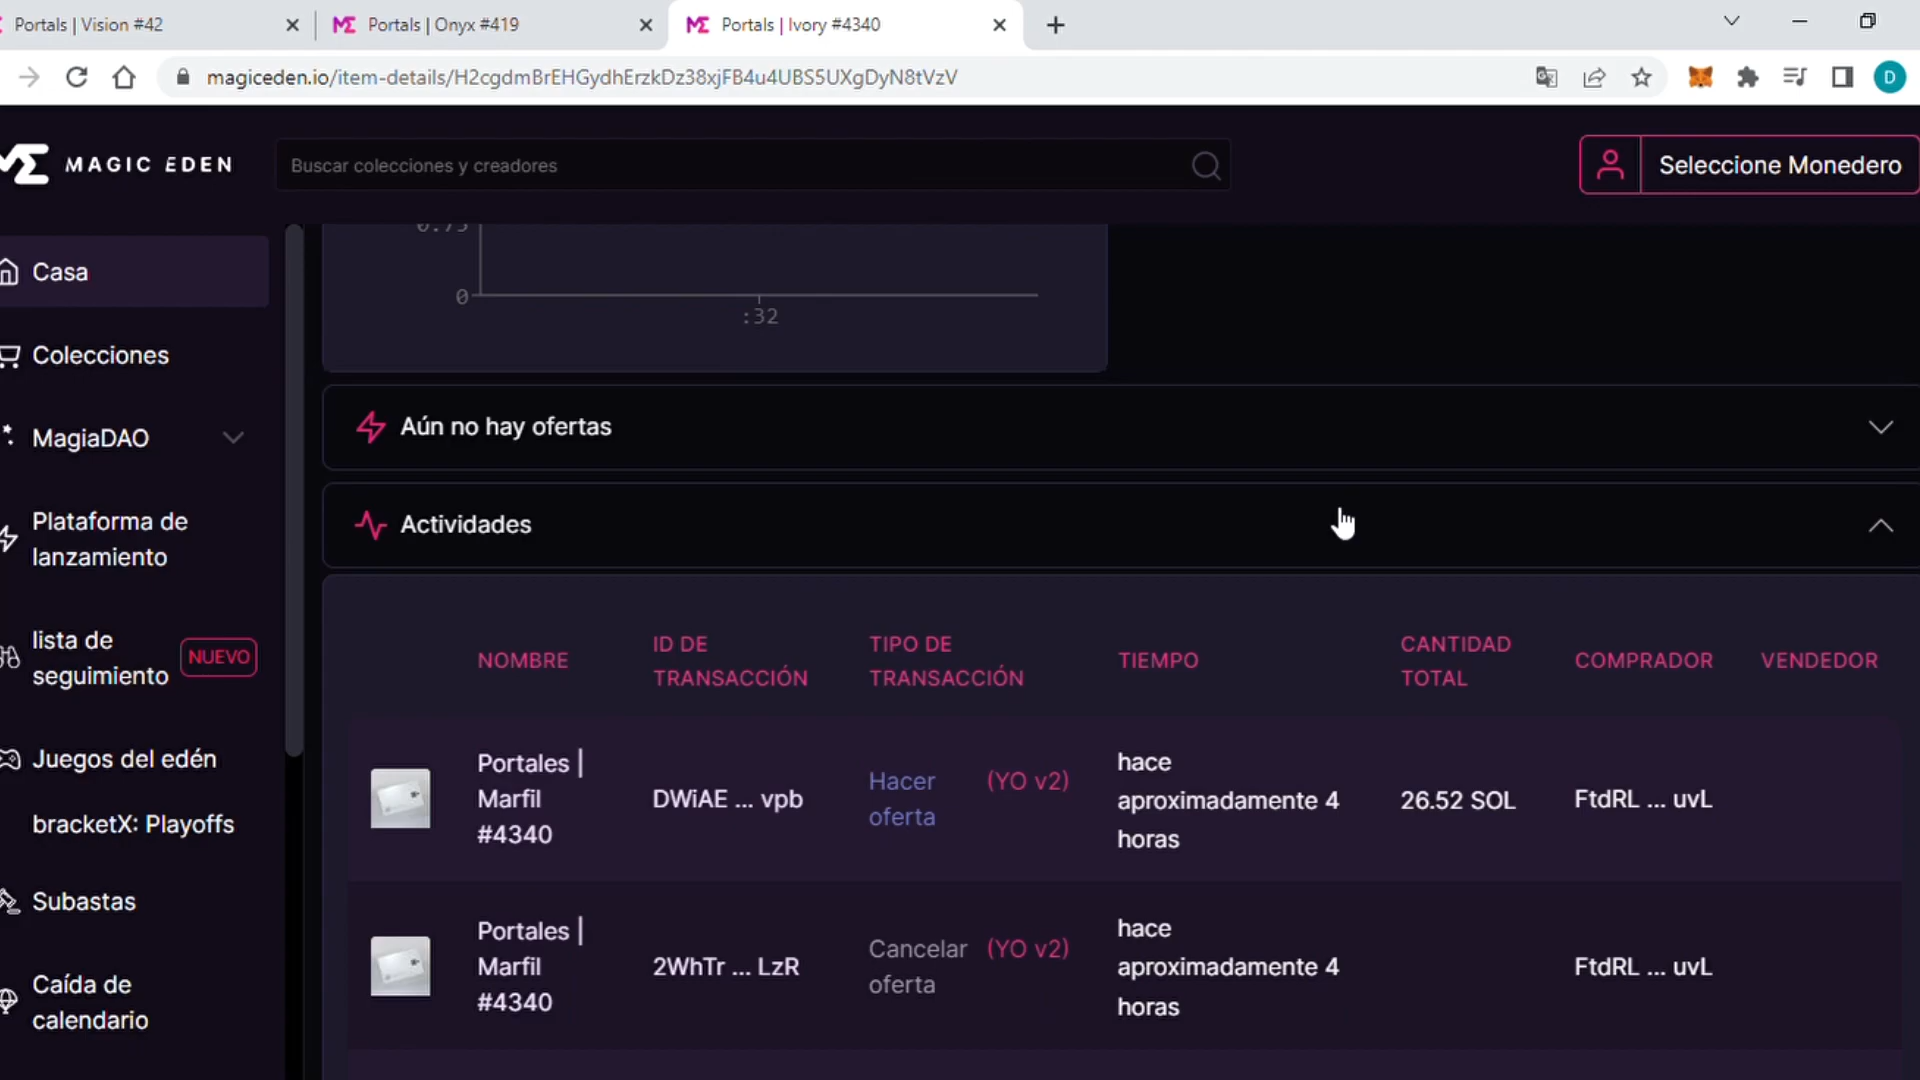 Portals | Vision #42
Portals | Onyx #419
Portals | Ivory #4340
magiceden.io/item-details/H2cgdmBrEHGydhErzkDz38xjFB4u4UBS5UXgDyN8tVzV
D
MAGIC EDEN
Buscar colecciones y creadores
Seleccione Monedero
Casa
Colecciones
MagiaDAO
Plataforma de
lanzamiento
lista de
seguimiento
NUEVO
Juegos del edén
bracketX: Playoffs
Subastas
Caída de
calendario
0.75
0
:32
Aún no hay ofertas
Actividades
NOMBRE
ID DE
TRANSACCIÓN
TIPO DE
TRANSACCIÓN
TIEMPO
CANTIDAD
TOTAL
COMPRADOR
VENDEDOR
Portales |
Marfil
#4340
DWiAE ... vpb
Hacer
oferta
(YO v2)
hace
aproximadamente 4
horas
26.52 SOL
FtdRL ... uvL
Portales |
Marfil
#4340
2WhTr ... LzR
Cancelar
oferta
(YO v2)
hace
aproximadamente 4
horas
FtdRL ... uvL